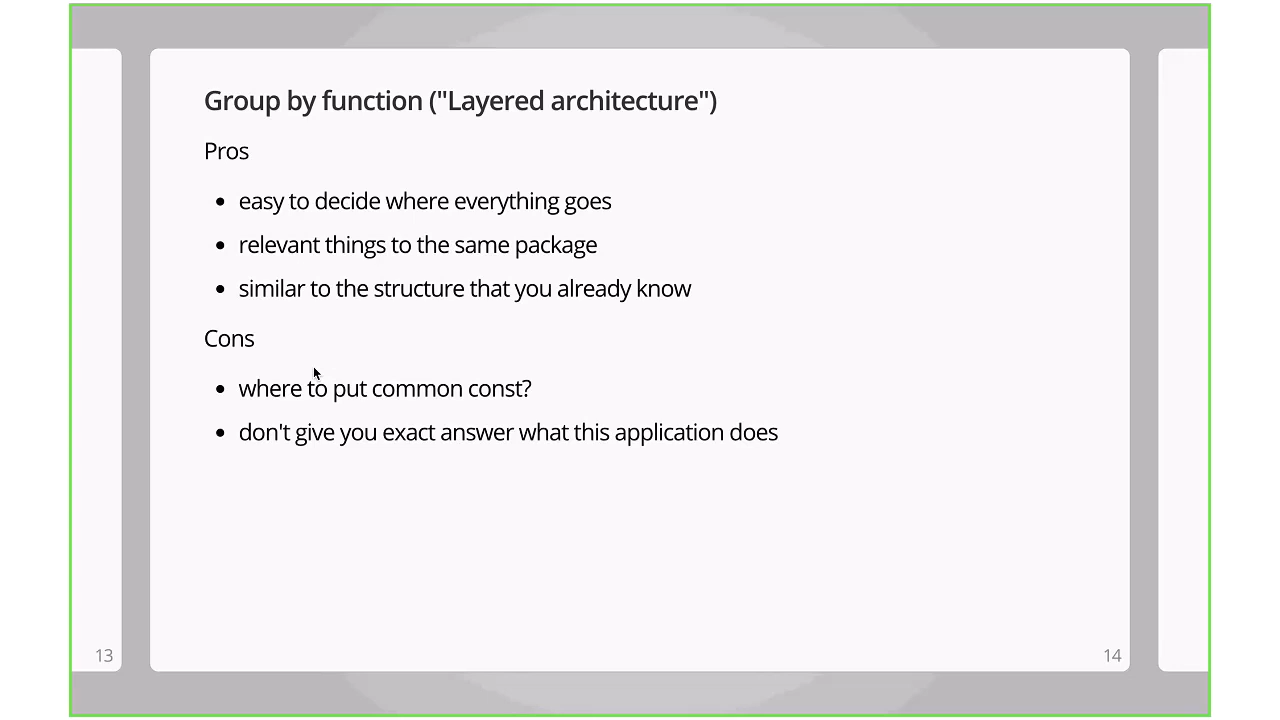 Group by function ("Layered architecture")
Pros
• easy to decide where everything goes
• relevant things to the same package
• similar to the structure that you already know
Cons
• where to put common const?
• don't give you exact answer what this application does
13
14